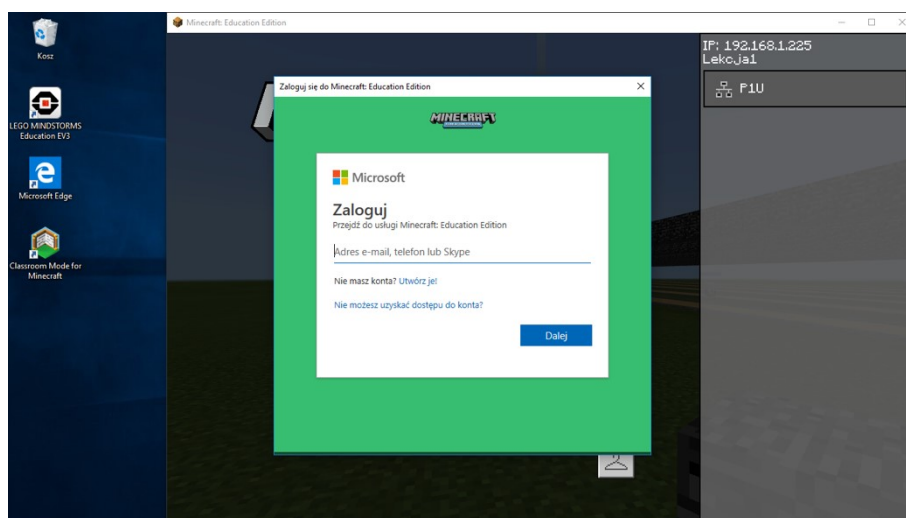 Kosz
LEGO MINDSTORMS
Education EV3
Microsoft Edge
Classroom Mode for
Minecraft
Minecraft: Education Edition
IP: 192.168.1.225
Lekcja1
P1U
Zaloguj się do Minecraft: Education Edition
MINECRAFT
Microsoft
Zaloguj
Przejdź do usługi Minecraft: Education Edition
Adres e-mail, telefon lub Skype
Nie masz konta? Utwórz je!
Nie możesz uzyskać dostępu do konta?
Dalej